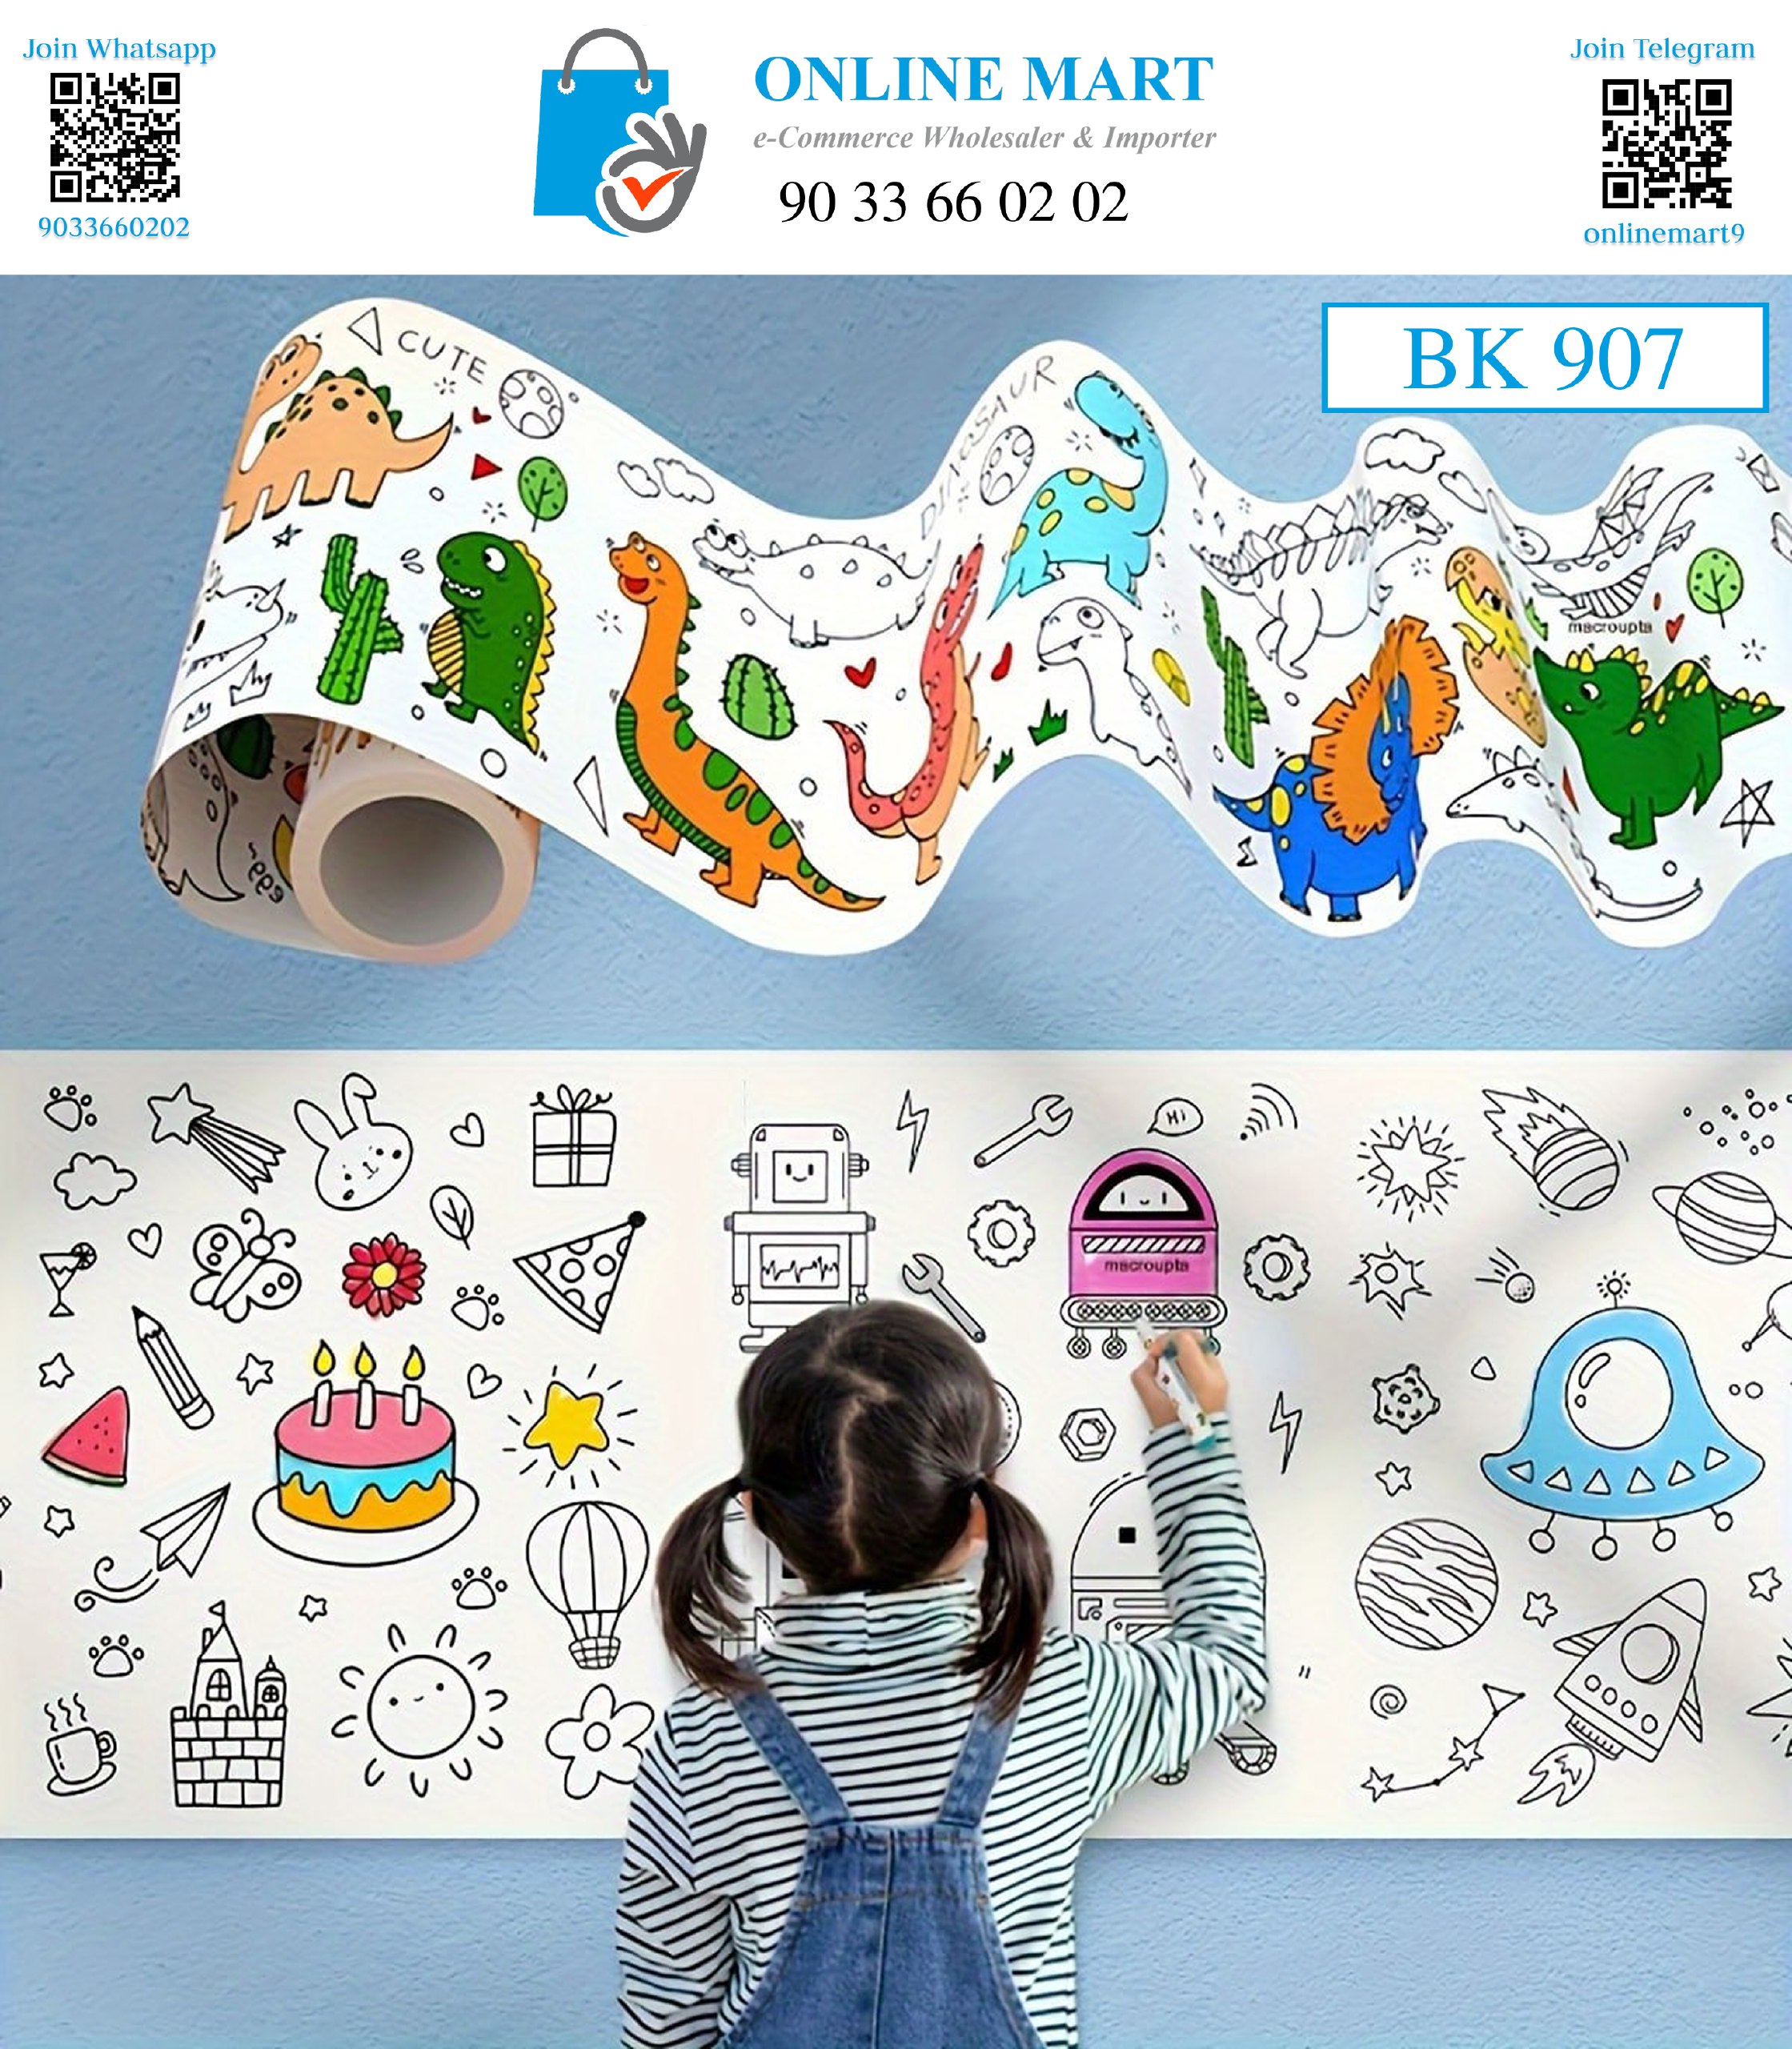 Join Whatsapp
9033660202
ONLINE MART
e-Commerce Wholesaler & Importer
90 33 66 02 02
Join Telegram
onlinemart9
BK 907
CUTE
DINOSAUR
macroupta
egg
Hi
macroupta